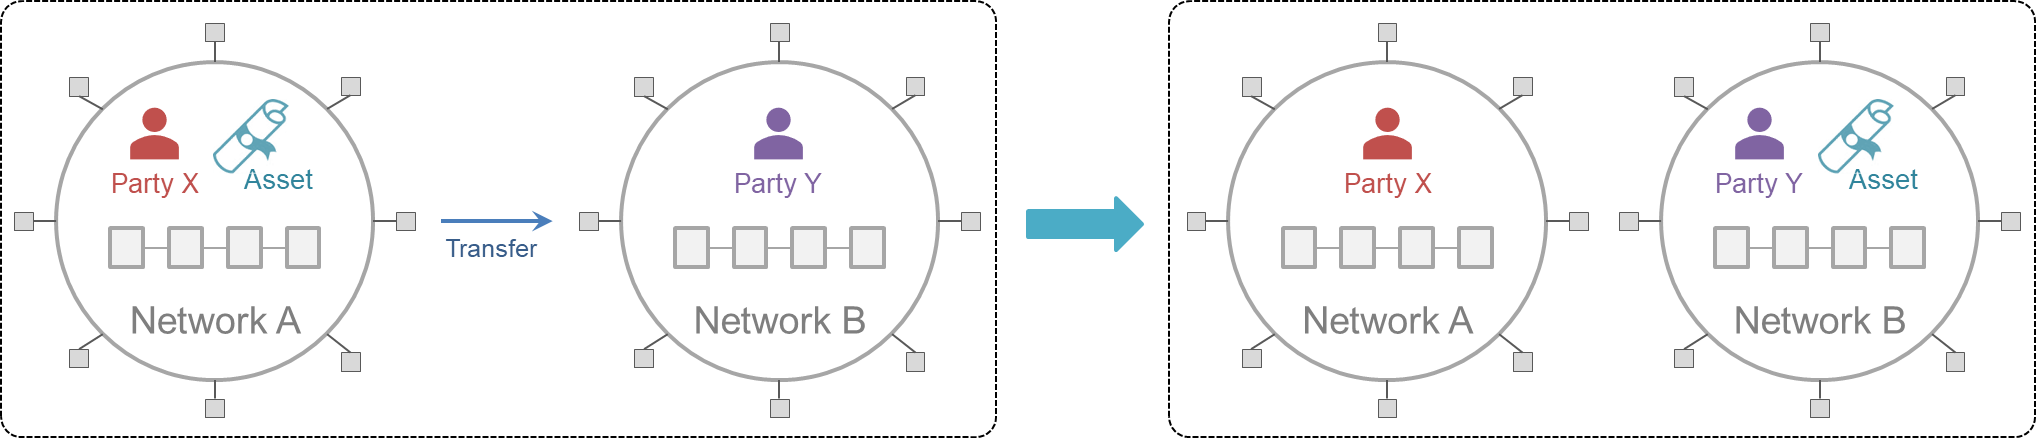 Party X
Asset
Network A
Transfer
Party Y
Network B
Party X
Network A
Party Y
Asset
Network B